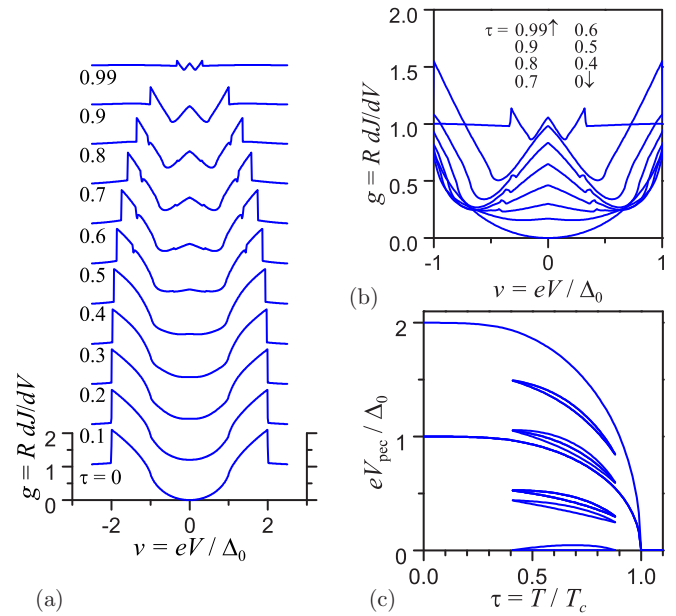 0.99
0.9
0.8
0.7
0.6
0.5
0.4
0.3
0.2
0.1
τ = 0
g = R dJ/dV
2
1
0
-2 0 2
v = eV / Δ₀
(a)
g = R dJ/dV
2.0
1.5
1.0
0.5
0.0
τ = 0.99↑ 0.6
0.9 0.5
0.8 0.4
0.7 0↓
-1 0 1
v = eV / Δ₀
(b)
eVpec / Δ₀
2
1
0
0.0 0.5 1.0
τ = T / Tc
(c)